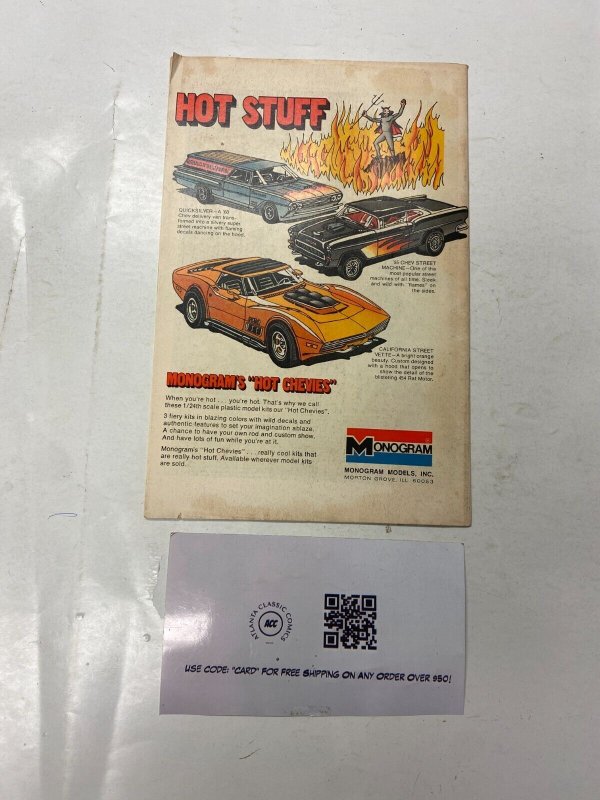 HOT STUFF
QUICKSILVER—A '60
Chev delivery van trans-
formed into a silvery super
street machine with flaming
decals dancing on the hood.
'55 CHEV STREET
MACHINE—One of the
most popular street
machines of all time. Sleek
and wild with "flames" on
the sides.
CALIFORNIA STREET
VETTE—A bright orange
beauty. Custom designed
with a hood that opens to
show the detail of the
blistering 454 Rat Motor.
MONOGRAM'S "HOT CHEVIES"
When you're hot . . . you're hot. That's why we call
these 1/24th scale plastic model kits our "Hot Chevies".
3 fiery kits in blazing colors with wild decals and
authentic features to set your imagination ablaze.
A chance to have your own rod and custom show.
And have lots of fun while you're at it.
Monogram's "Hot Chevies" . . . really cool kits that
are really hot stuff. Available wherever model kits
are sold.
MONOGRAM®
MONOGRAM MODELS, INC.
MORTON GROVE, ILL. 60053
ATLANTA CLASSIC COMICS
ACC
USE CODE: "CARD" FOR FREE SHIPPING ON ANY ORDER OVER $50!